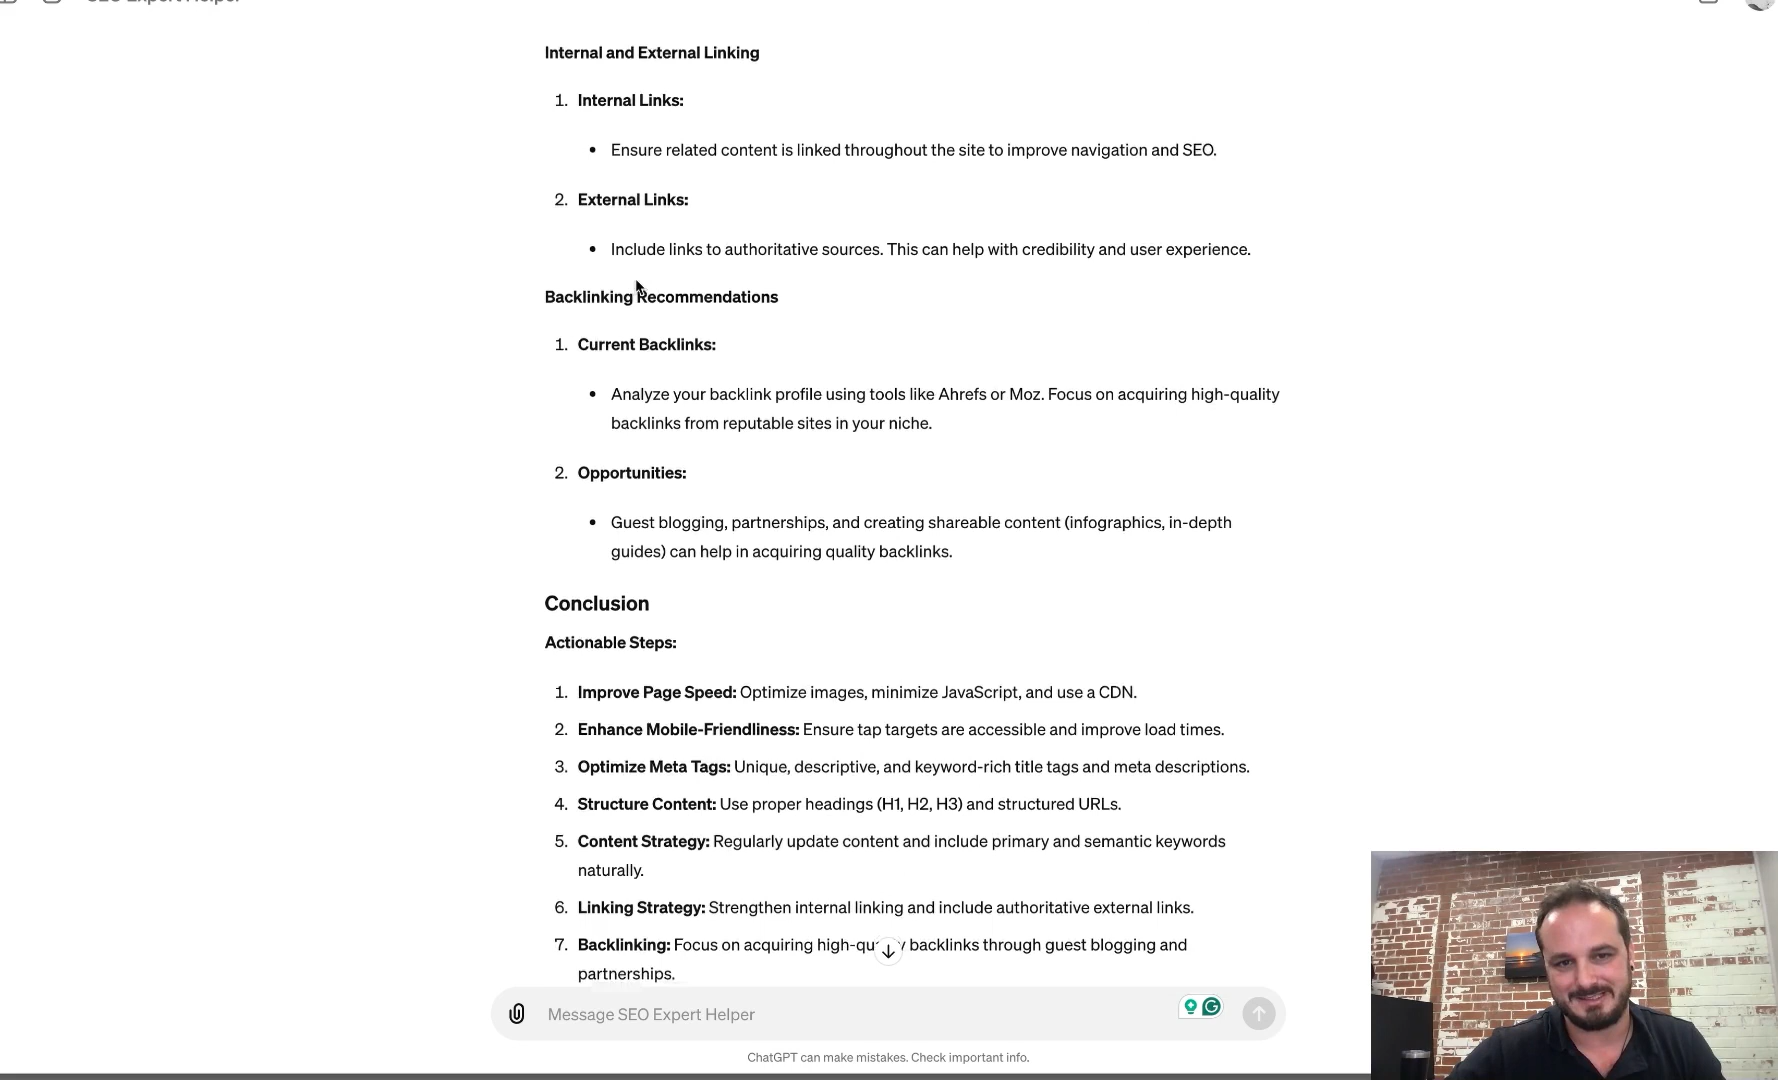 SEO Expert Helper
Internal and External Linking
1. Internal Links:
• Ensure related content is linked throughout the site to improve navigation and SEO.
2. External Links:
• Include links to authoritative sources. This can help with credibility and user experience.
Backlinking Recommendations
1. Current Backlinks:
• Analyze your backlink profile using tools like Ahrefs or Moz. Focus on acquiring high-quality
backlinks from reputable sites in your niche.
2. Opportunities:
• Guest blogging, partnerships, and creating shareable content (infographics, in-depth
guides) can help in acquiring quality backlinks.
Conclusion
Actionable Steps:
1. Improve Page Speed: Optimize images, minimize JavaScript, and use a CDN.
2. Enhance Mobile-Friendliness: Ensure tap targets are accessible and improve load times.
3. Optimize Meta Tags: Unique, descriptive, and keyword-rich title tags and meta descriptions.
4. Structure Content: Use proper headings (H1, H2, H3) and structured URLs.
5. Content Strategy: Regularly update content and include primary and semantic keywords
naturally.
6. Linking Strategy: Strengthen internal linking and include authoritative external links.
7. Backlinking: Focus on acquiring high-quality backlinks through guest blogging and
partnerships.
Message SEO Expert Helper
ChatGPT can make mistakes. Check important info.